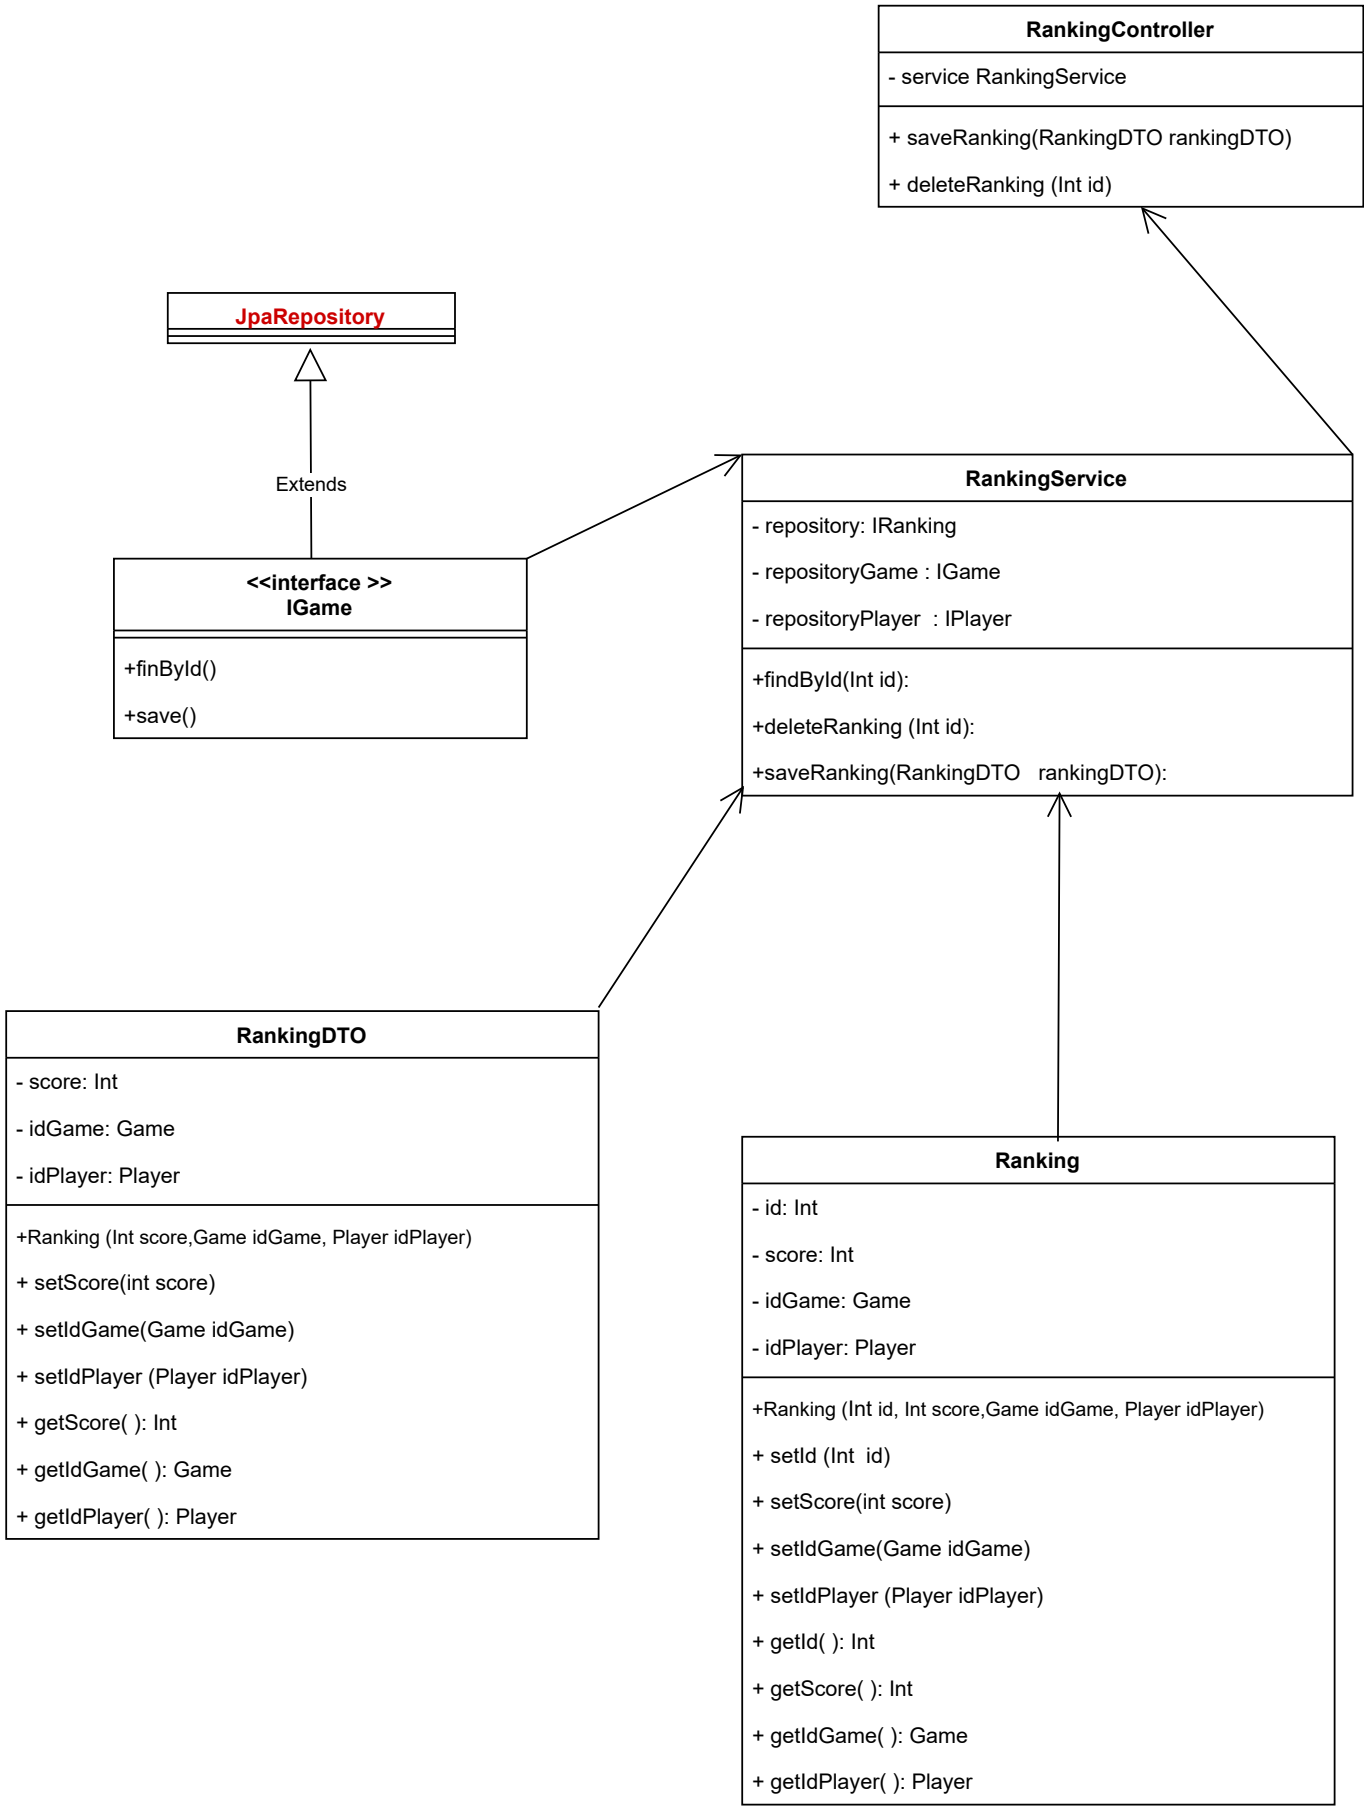 RankingController
- service RankingService
+ saveRanking(RankingDTO rankingDTO)
+ deleteRanking (Int id)
JpaRepository
Extends
<<interface >>
IGame
+finById()
+save()
RankingService
- repository: IRanking
- repositoryGame : IGame
- repositoryPlayer  : IPlayer
+findById(Int id):
+deleteRanking (Int id):
+saveRanking(RankingDTO   rankingDTO):
RankingDTO
- score: Int
- idGame: Game
- idPlayer: Player
+Ranking (Int score,Game idGame, Player idPlayer)
+ setScore(int score)
+ setIdGame(Game idGame)
+ setIdPlayer (Player idPlayer)
+ getScore( ): Int
+ getIdGame( ): Game
+ getIdPlayer( ): Player
Ranking
- id: Int
- score: Int
- idGame: Game
- idPlayer: Player
+Ranking (Int id, Int score,Game idGame, Player idPlayer)
+ setId (Int  id)
+ setScore(int score)
+ setIdGame(Game idGame)
+ setIdPlayer (Player idPlayer)
+ getId( ): Int
+ getScore( ): Int
+ getIdGame( ): Game
+ getIdPlayer( ): Player